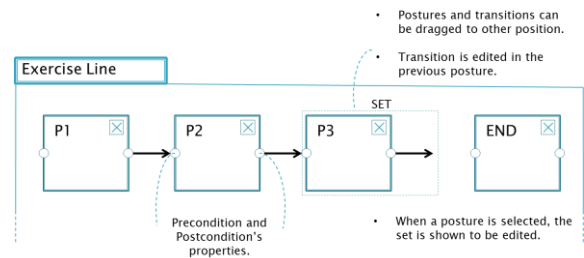 • Postures and transitions can
be dragged to other position.
• Transition is edited in the
previous posture.
Exercise Line
SET
P1
P2
P3
END
Precondition and
Postcondition's
properties.
• When a posture is selected, the
set is shown to be edited.